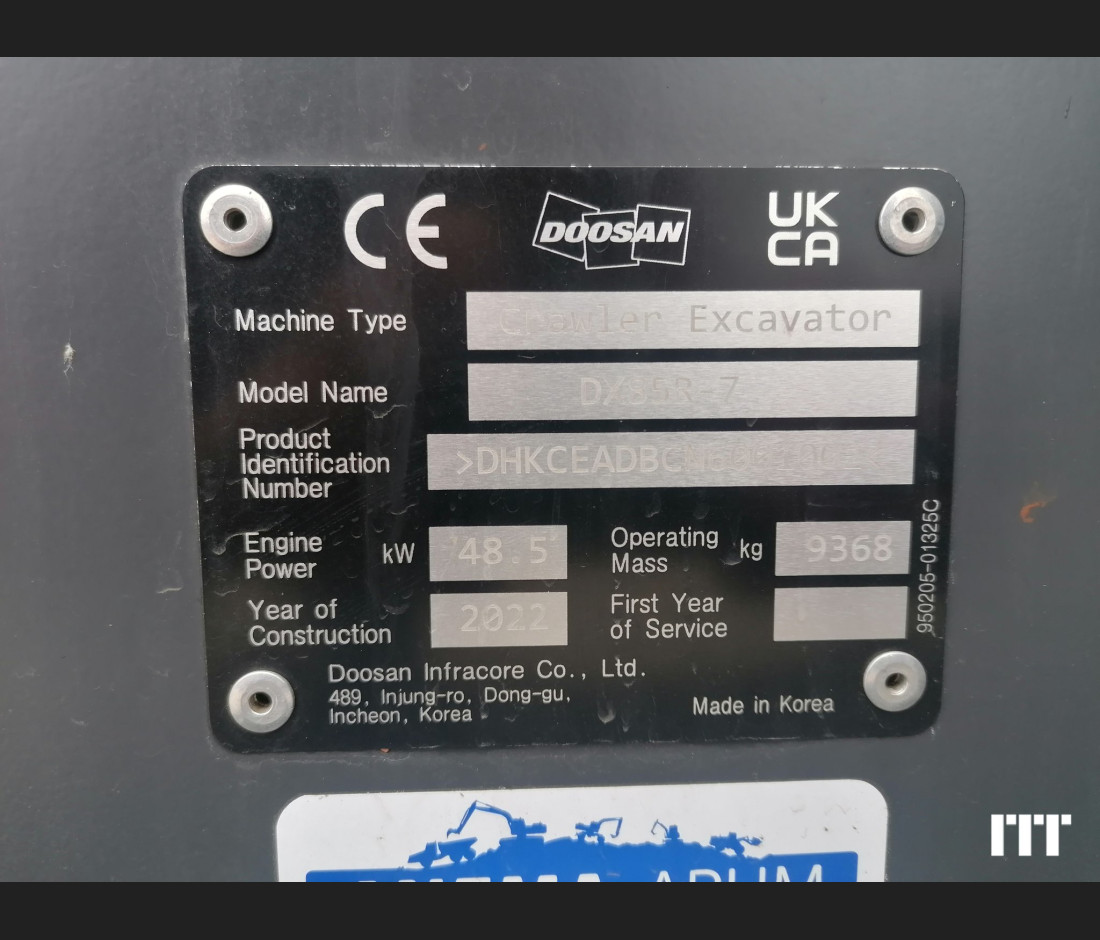 CE
DOOSAN
UK
CA
Machine Type
Crawler Excavator
Model Name
DX85R-7
Product
Identification
Number
Engine
Power
kW
48.5
Operating
Mass
kg
9368
Year of
Construction
2022
First Year
of Service
950205-01325C
Doosan Infracore Co., Ltd.
489, Injung-ro, Dong-gu,
Incheon, Korea
Made in Korea